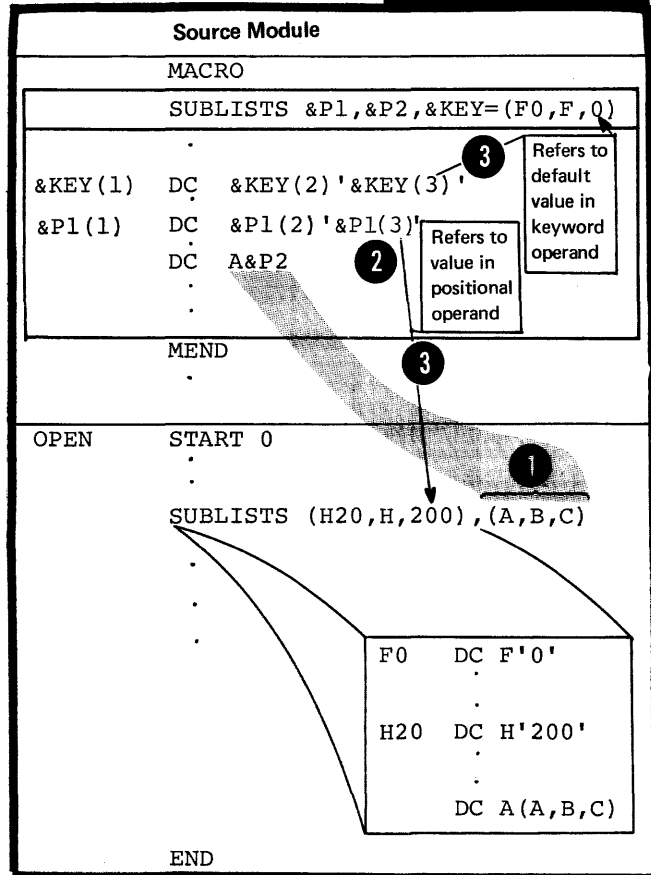 Source Module
MACRO
SUBLISTS &P1,&P2,&KEY=(F0,F,0)
.
3
Refers to
default
value in
keyword
operand
&KEY(1) DC &KEY(2)'&KEY(3)'
.
&P1(1) DC &P1(2)'&P1(3)'
2
Refers to
value in
positional
operand
DC A&P2
.
.
MEND
.
3
OPEN START 0
.
.
1
SUBLISTS (H20,H,200),(A,B,C)
.
.
.
F0 DC F'0'
.
.
H20 DC H'200'
.
.
DC A(A,B,C)
END